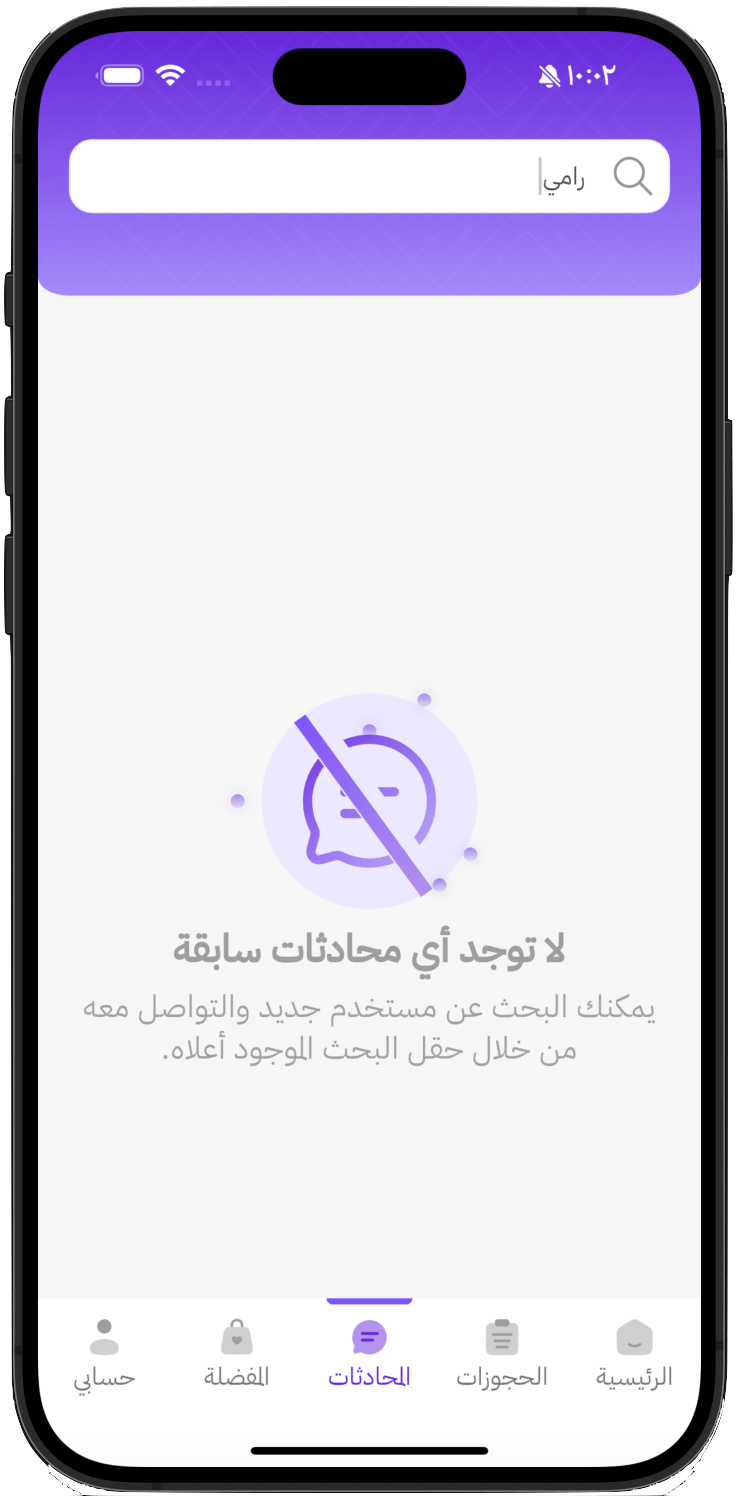 ١٠:٠٢
رامي
لا توجد أي محادثات سابقة
يمكنك البحث عن مستخدم جديد والتواصل معه
من خلال حقل البحث الموجود أعلاه.
الرئيسية
الحجوزات
المحادثات
المفضلة
حسابي